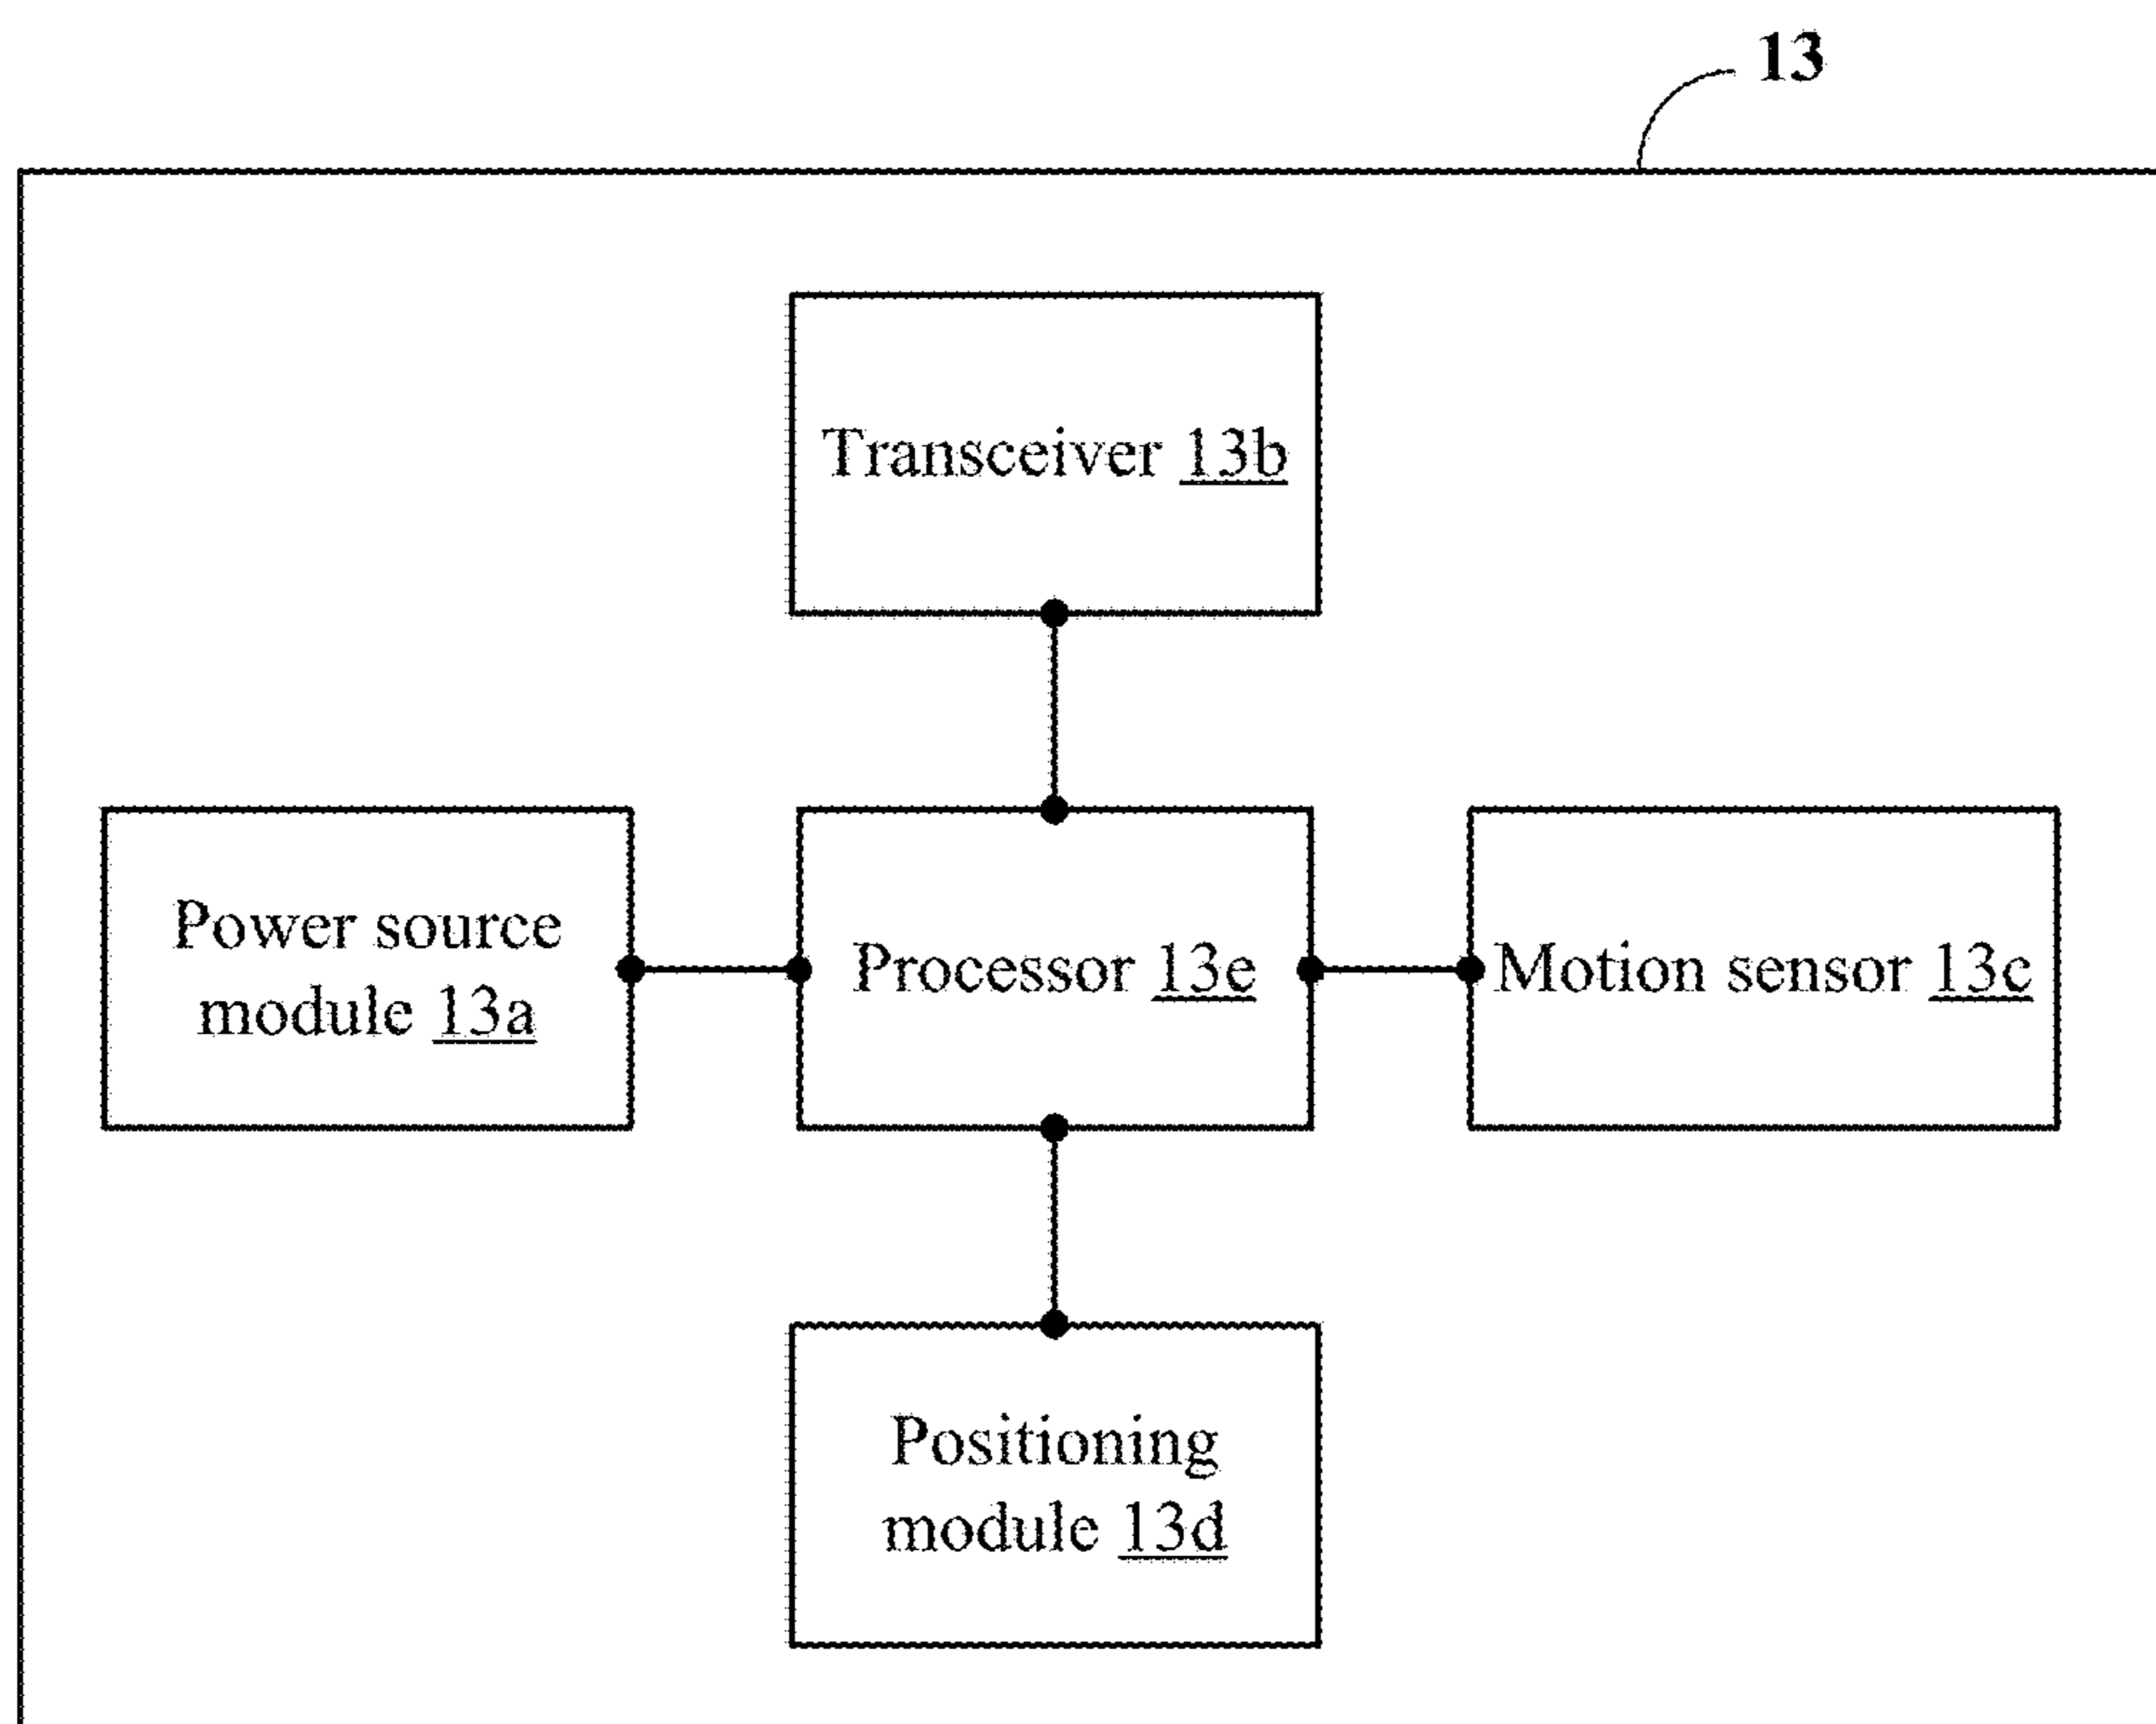 13
Transceiver 13b
Power source
module 13a
Processor 13e
Motion sensor 13c
Positioning
module 13d